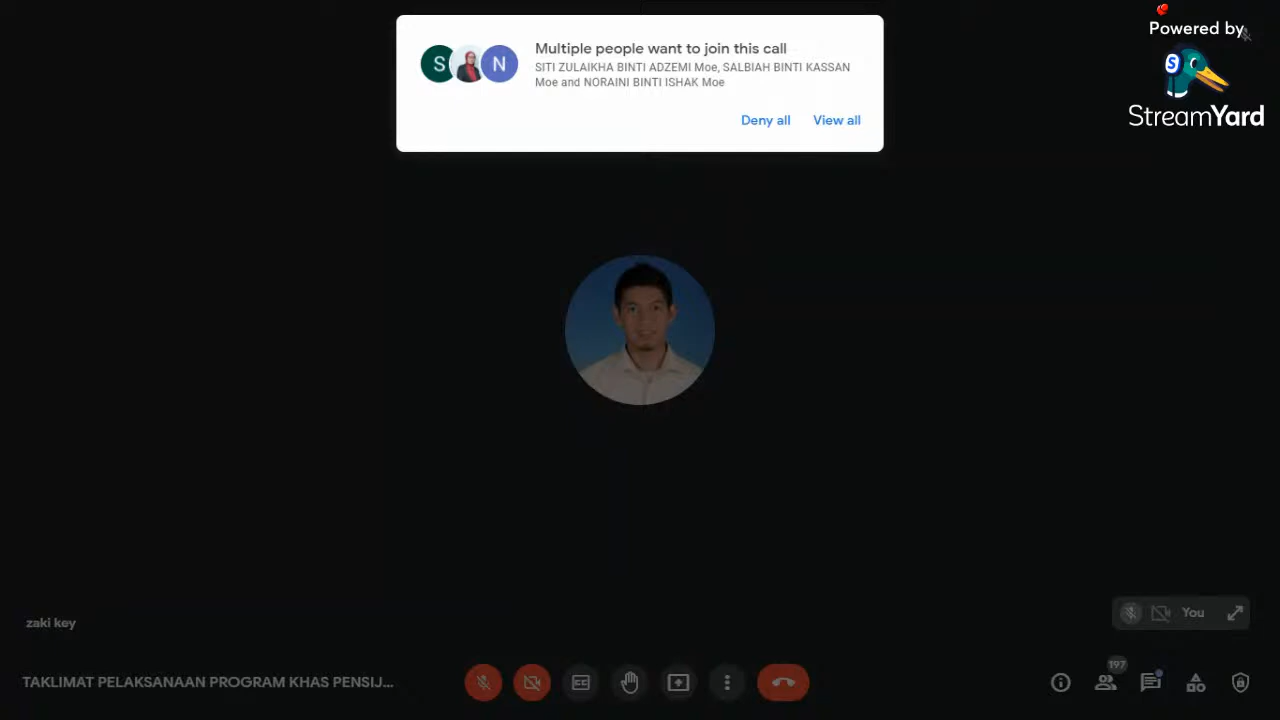 Powered by
StreamYard
S
N
Multiple people want to join this call
SITI ZULAIKHA BINTI ADZEMI Moe, SALBIAH BINTI KASSAN
Moe and NORAINI BINTI ISHAK Moe
Deny all
View all
zaki key
You
TAKLIMAT PELAKSANAAN PROGRAM KHAS PENSIJ...
197